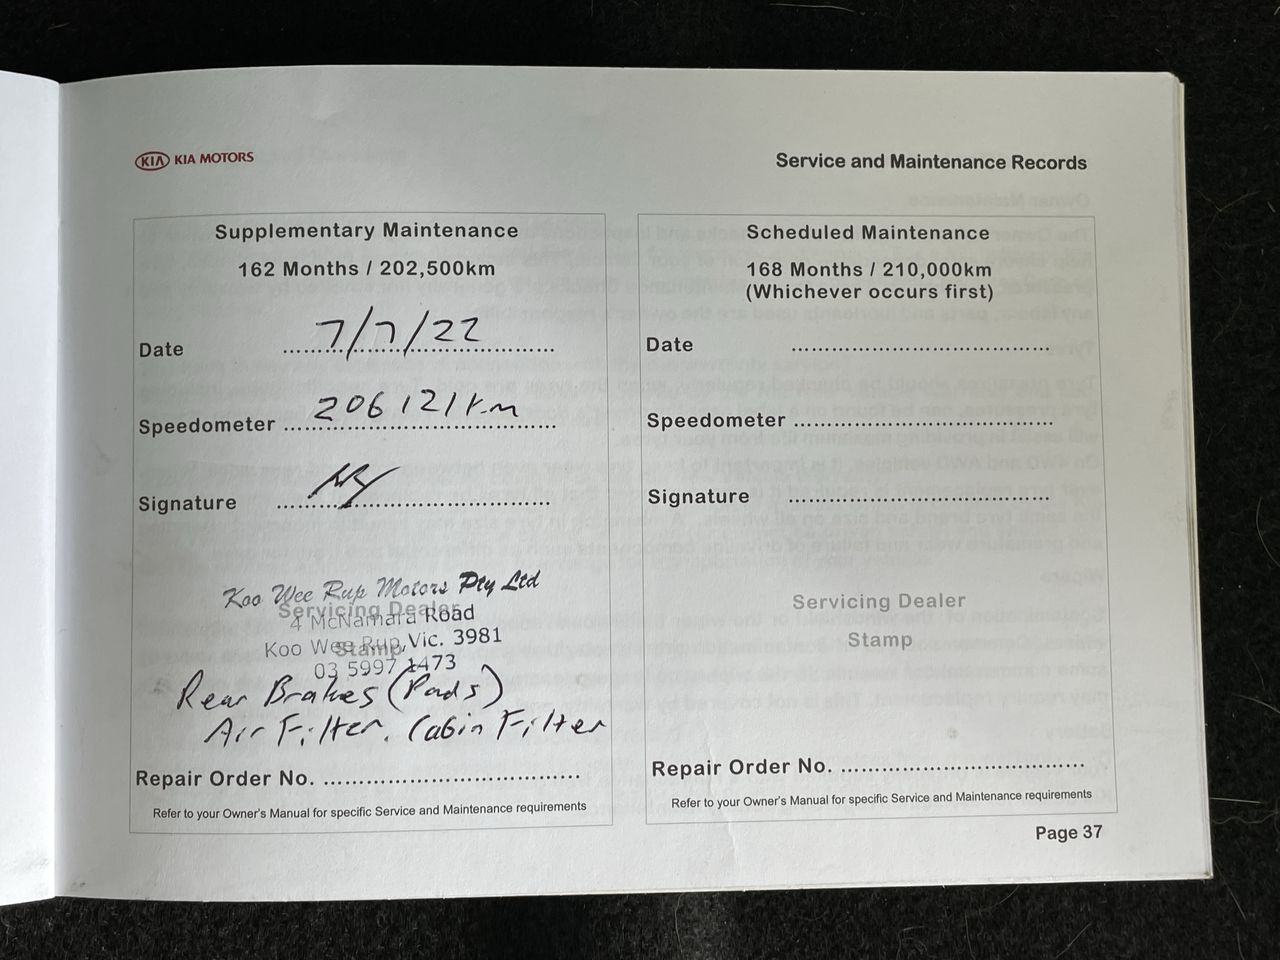 KIA KIA MOTORS
Service and Maintenance Records
Supplementary Maintenance
162 Months / 202,500km
Date 7/7/22
Speedometer 206121km
Signature
Koo Wee Rup Motors Pty Ltd
Servicing Dealer
4 McNamara Road
Koo Wee Rup, Vic. 3981
Stamp
03 5997 1473
Rear Brakes (Pads)
Air Filter. Cabin Filter
Repair Order No.
Refer to your Owner's Manual for specific Service and Maintenance requirements
Scheduled Maintenance
168 Months / 210,000km
(Whichever occurs first)
Date
Speedometer
Signature
Servicing Dealer
Stamp
Repair Order No.
Refer to your Owner's Manual for specific Service and Maintenance requirements
Page 37